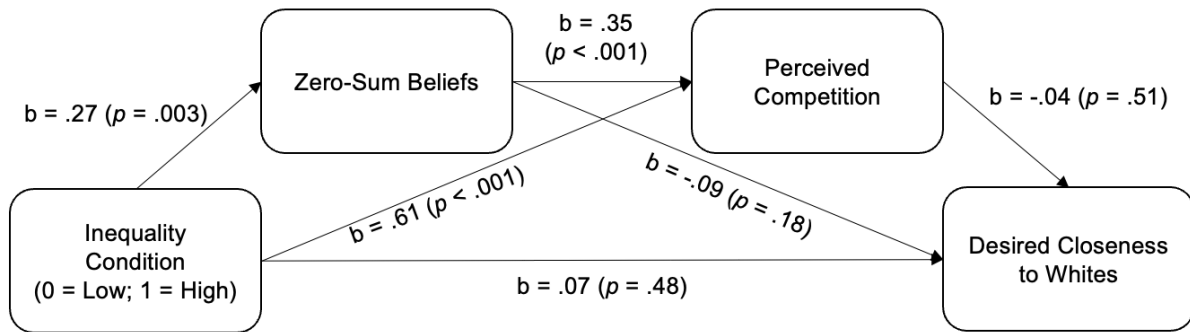 b = .35
(p < .001)
Zero-Sum Beliefs
Perceived
Competition
b = .27 (p = .003)
b = -.04 (p = .51)
b = .61 (p < .001)
b = -.09 (p = .18)
Inequality
Condition
(0 = Low; 1 = High)
Desired Closeness
to Whites
b = .07 (p = .48)